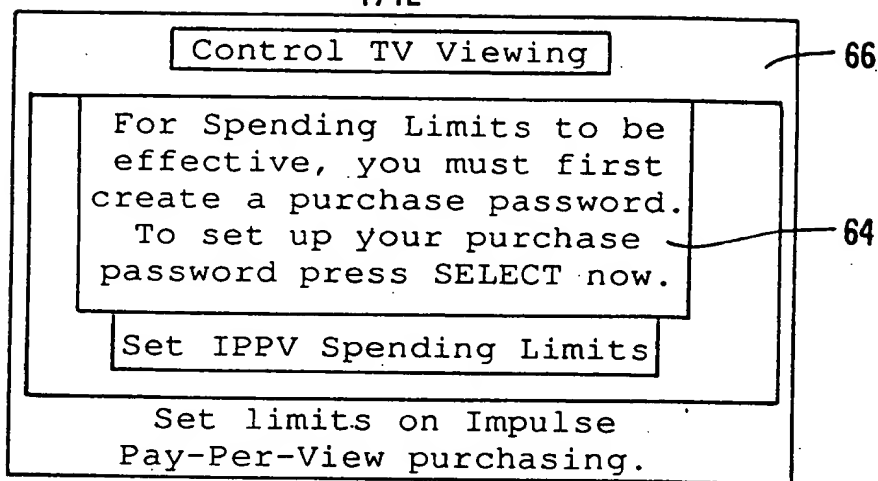 Control TV Viewing
66
For Spending Limits to be
effective, you must first
create a purchase password.
To set up your purchase
64
password press SELECT now.
Set IPPV Spending Limits
Set limits on Impulse
Pay-Per-View purchasing.